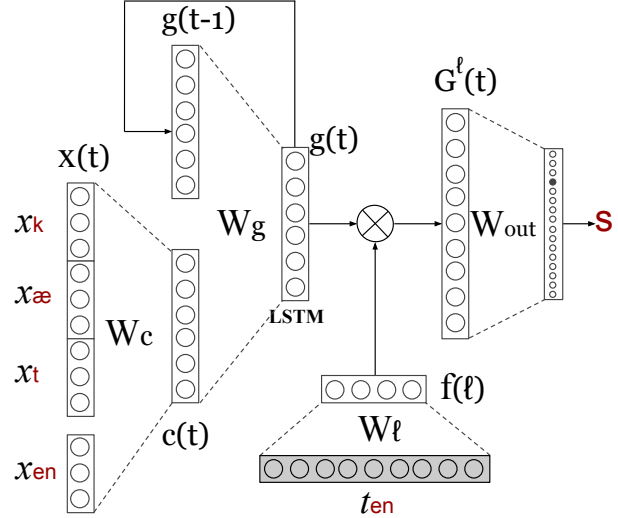 g(t-1)
Gℓ(t)
x(t)
g(t)
xk
Wg
Wout
S
xæ
Wc
LSTM
xt
f(ℓ)
c(t)
Wℓ
xen
ten